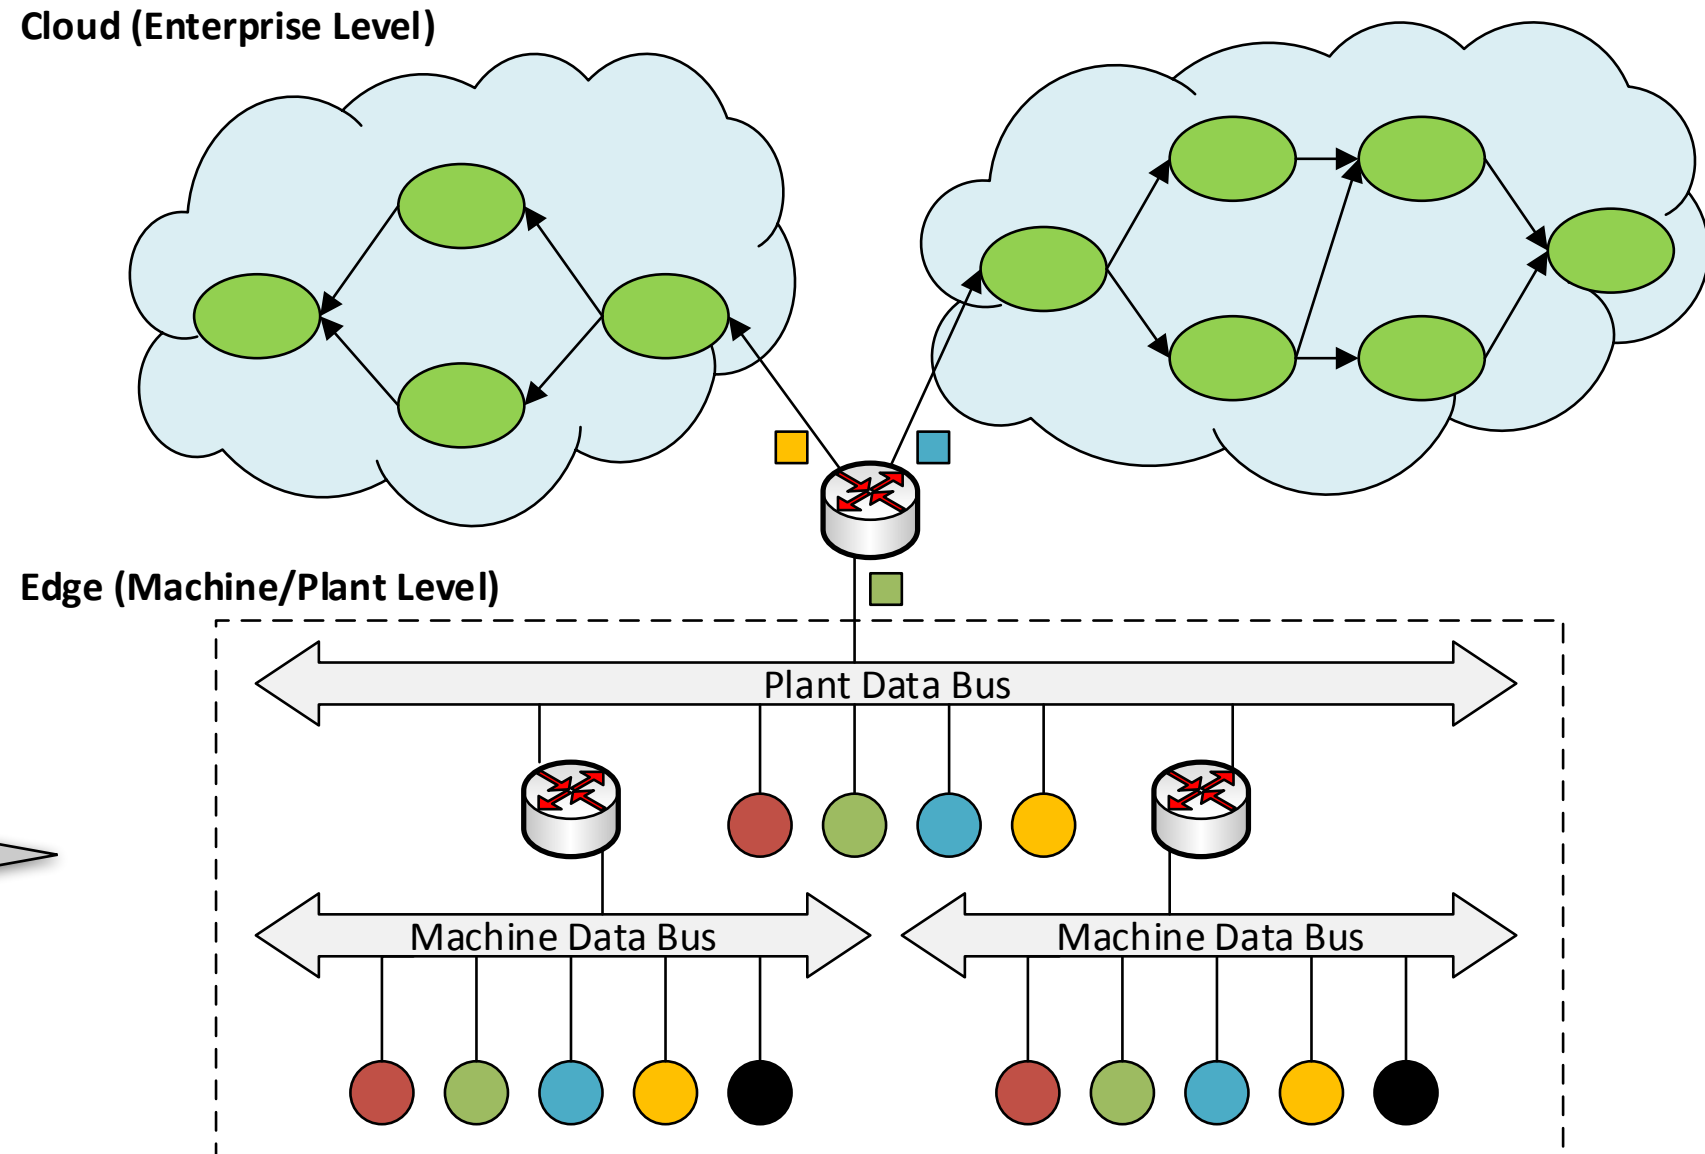 Cloud (Enterprise Level)
Edge (Machine/Plant Level)
Plant Data Bus
Machine Data Bus
Machine Data Bus